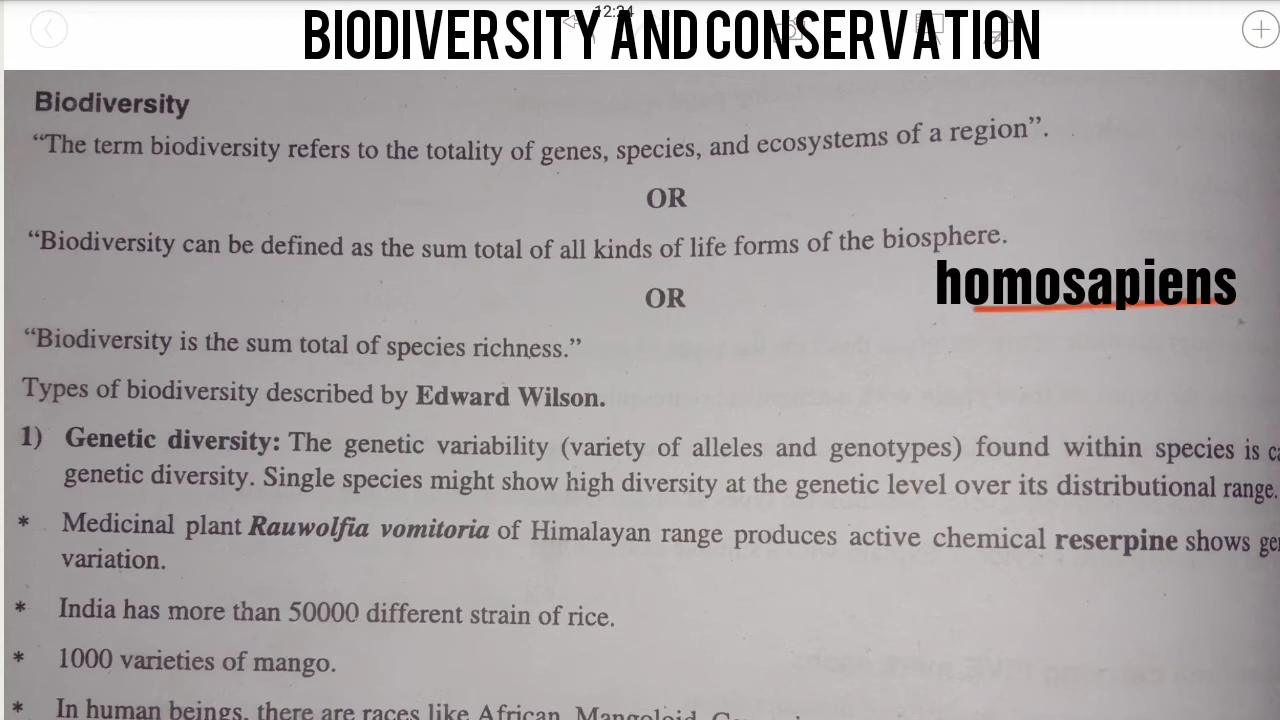 12:24
BIODIVERSITY AND CONSERVATION
Biodiversity
“The term biodiversity refers to the totality of genes, species, and ecosystems of a region”.
OR
“Biodiversity can be defined as the sum total of all kinds of life forms of the biosphere.
homosapiens
OR
“Biodiversity is the sum total of species richness.”
Types of biodiversity described by Edward Wilson.
1) Genetic diversity: The genetic variability (variety of alleles and genotypes) found within species is
genetic diversity. Single species might show high diversity at the genetic level over its distributional range.
* Medicinal plant Rauwolfia vomitoria of Himalayan range produces active chemical reserpine shows
variation.
* India has more than 50000 different strain of rice.
* 1000 varieties of mango.
* In human beings, there are races like African, Mangoloid,